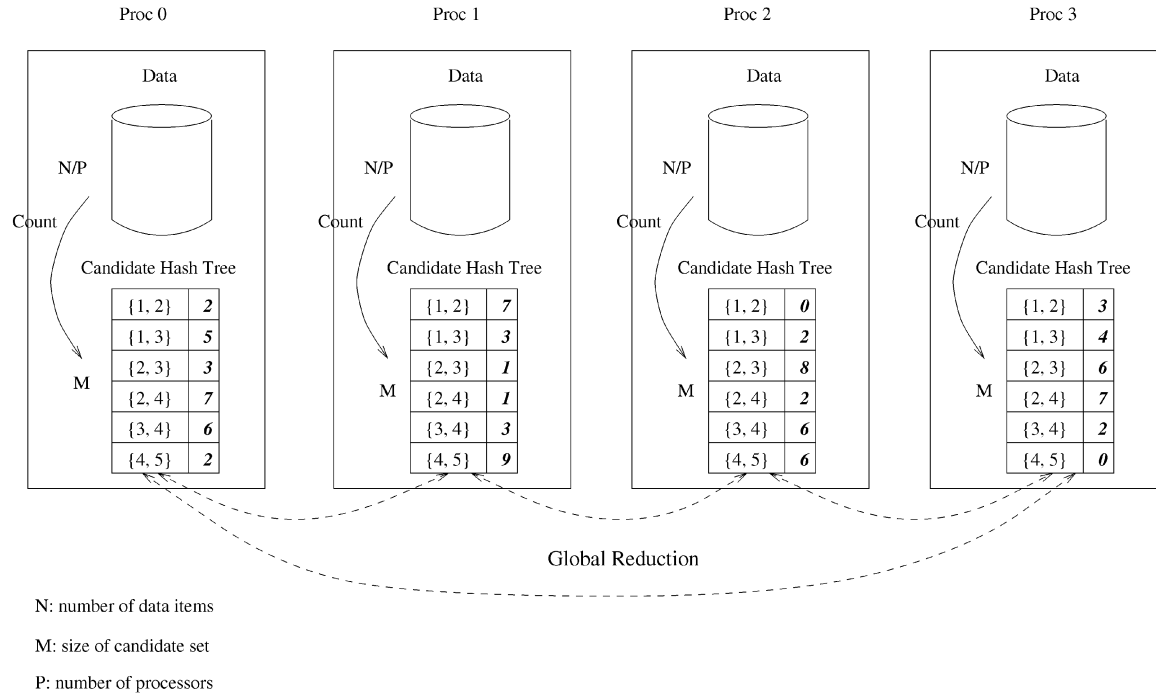 Proc 0 Proc 1 Proc 2 Proc 3
Data Data Data Data
N/P N/P N/P N/P
Count Count Count Count
Candidate Hash Tree Candidate Hash Tree Candidate Hash Tree Candidate Hash Tree
{1, 2} 2 {1, 2} 7 {1, 2} 0 {1, 2} 3
{1, 3} 5 {1, 3} 3 {1, 3} 2 {1, 3} 4
{2, 3} 3 {2, 3} 1 {2, 3} 8 {2, 3} 6
M M M M
{2, 4} 7 {2, 4} 1 {2, 4} 2 {2, 4} 7
{3, 4} 6 {3, 4} 3 {3, 4} 6 {3, 4} 2
{4, 5} 2 {4, 5} 9 {4, 5} 6 {4, 5} 0
Global Reduction
N: number of data items
M: size of candidate set
P: number of processors